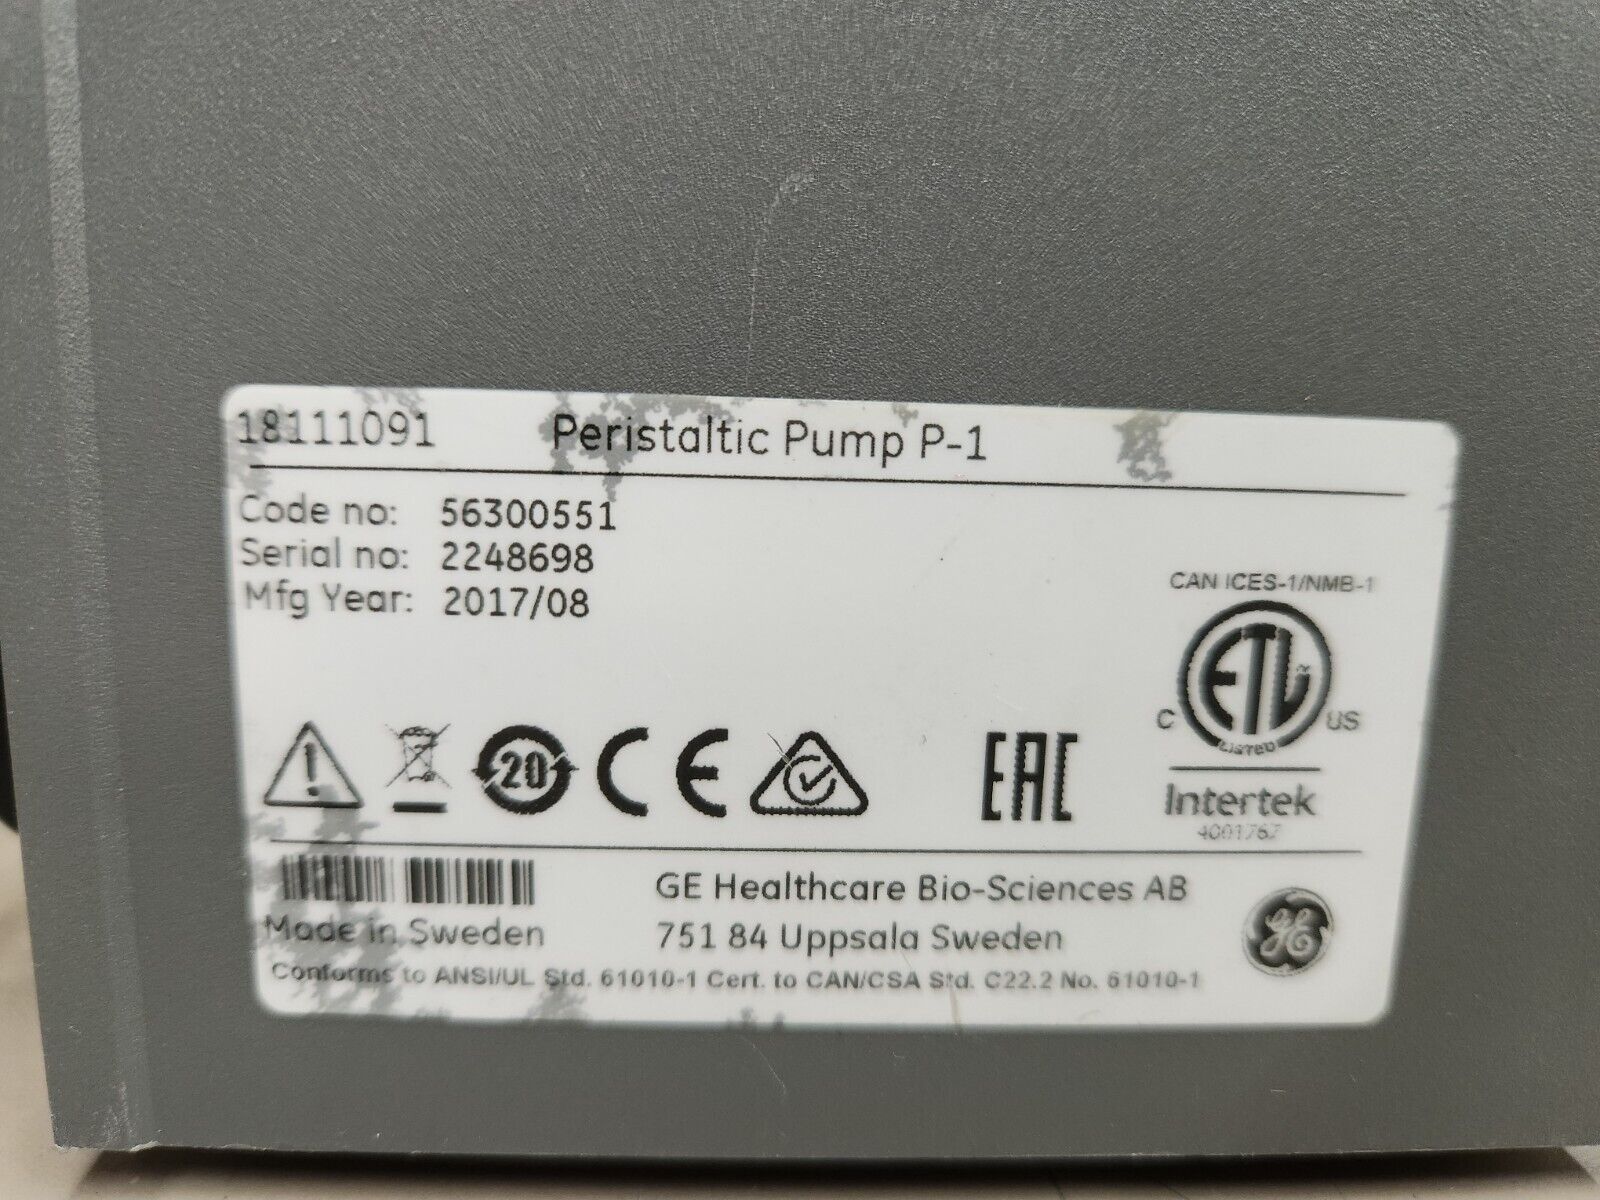 18111091 Peristaltic Pump P-1
Code no: 56300551
Serial no: 2248698
Mfg Year: 2017/08
CAN ICES-1/NMB-1
ETL
LISTED
C US
Intertek
4001767
20
CE
EAC
Made in Sweden
GE Healthcare Bio-Sciences AB
751 84 Uppsala Sweden
GE
Conforms to ANSI/UL Std. 61010-1 Cert. to CAN/CSA Std. C22.2 No. 61010-1